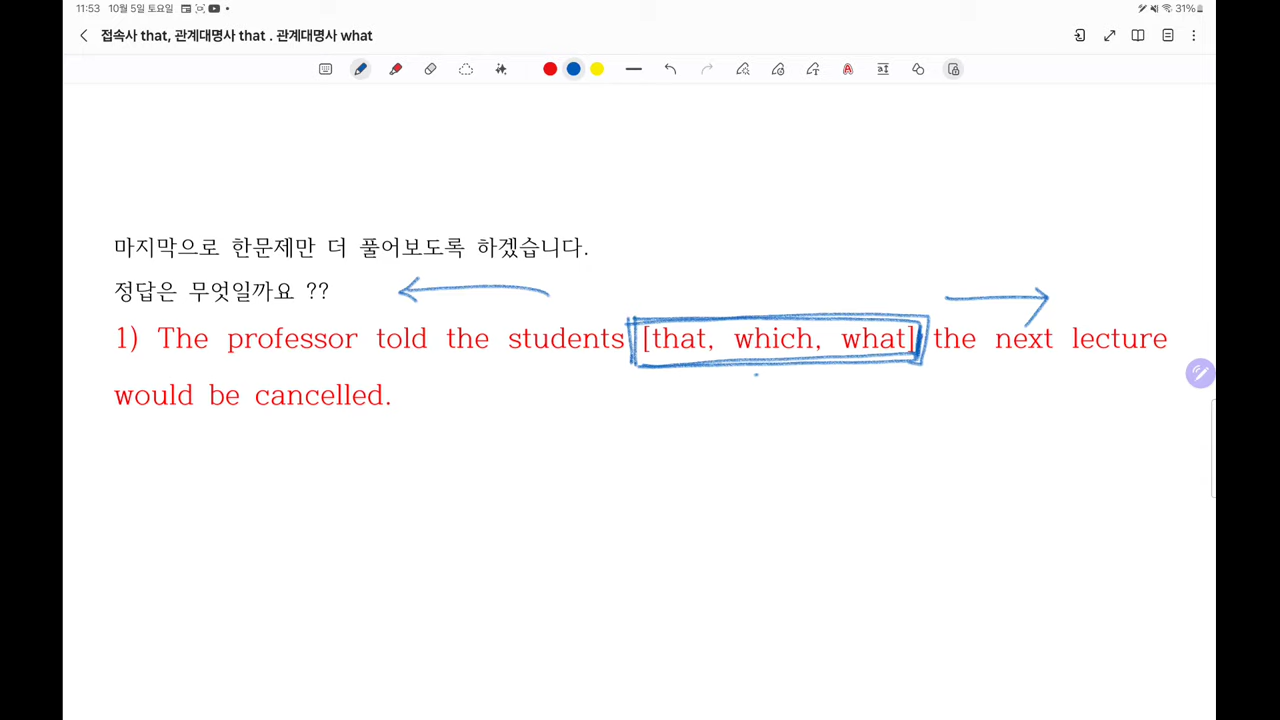 11:53 10월 5일 토요일
31%
접속사 that, 관계대명사 that . 관계대명사 what
마지막으로 한문제만 더 풀어보도록 하겠습니다.
정답은 무엇일까요 ??
1) The professor told the students [that, which, what] the next lecture
would be cancelled.